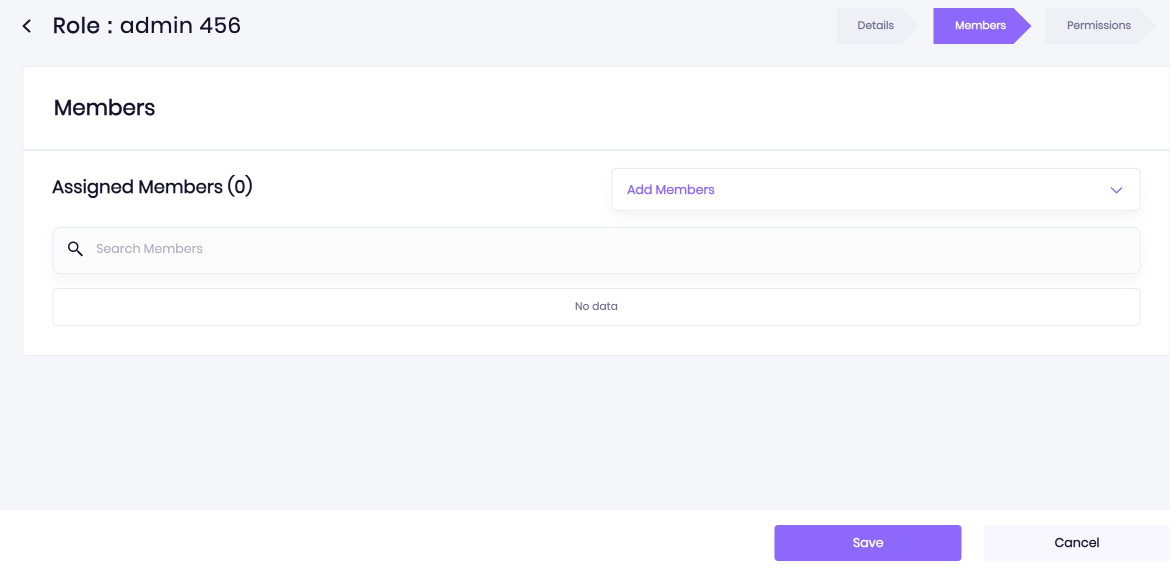 Role : admin 456
Details
Members
Permissions
Members
Assigned Members (0)
Add Members
Search Members
No data
Save
Cancel